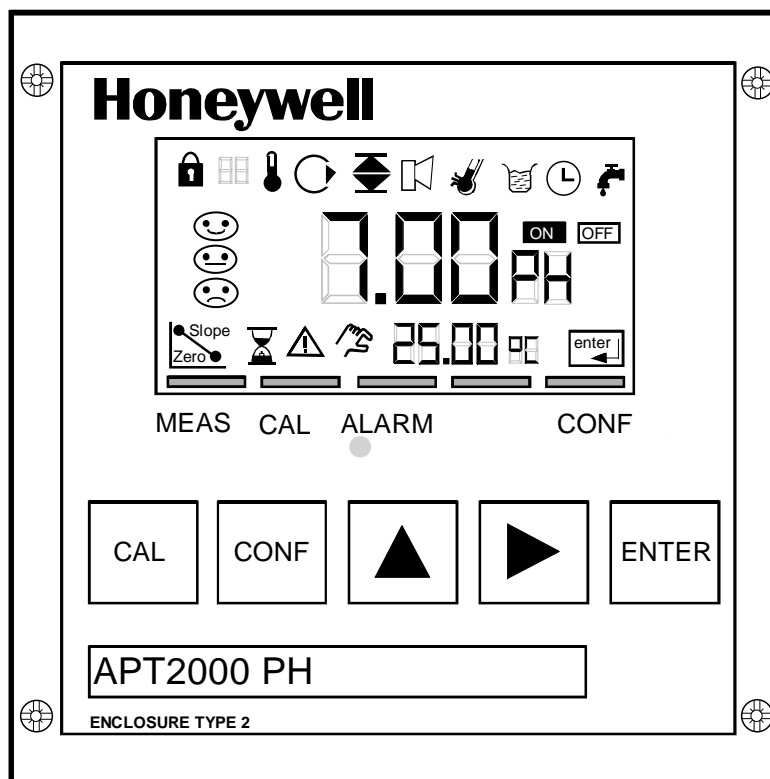 Honeywell
ON OFF
7.00 PH
Slope
Zero
25.00 °C
enter
MEAS CAL ALARM CONF
CAL CONF ENTER
APT2000 PH
ENCLOSURE TYPE 2